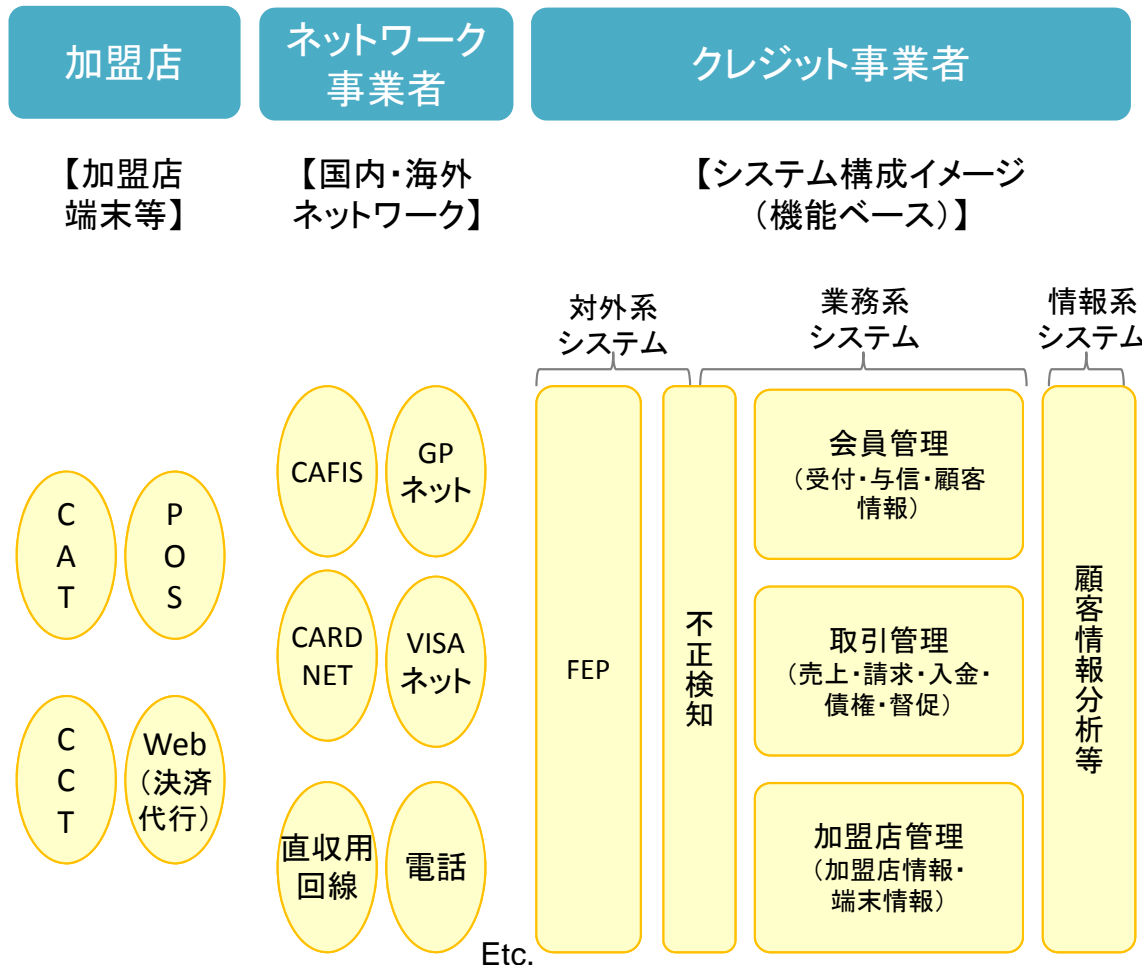 加盟店
ネットワーク
事業者
クレジット事業者
【加盟店
端末等】
【国内・海外
ネットワーク】
【システム構成イメージ
（機能ベース）】
対外系
システム
業務系
システム
情報系
システム
CAT
POS
CCT
Web
（決済
代行）
CAFIS
GP
ネット
CARD
NET
VISA
ネット
直収用
回線
電話
Etc.
FEP
不正検知
会員管理
（受付・与信・顧客
情報）
取引管理
（売上・請求・入金・
債権・督促）
加盟店管理
（加盟店情報・
端末情報）
顧客情報分析等